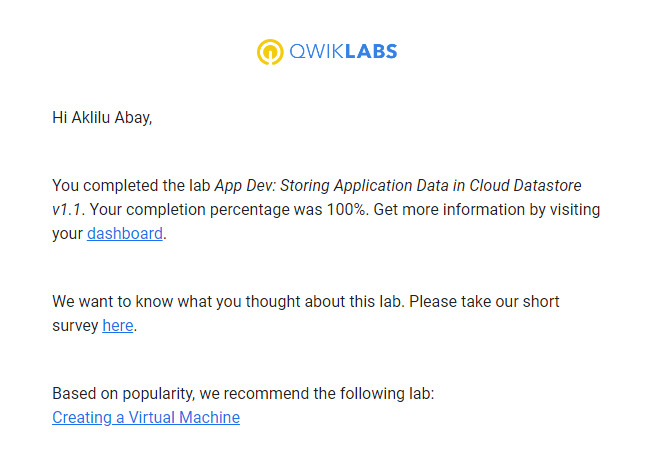 QWIKLABS
Hi Aklilu Abay,
You completed the lab App Dev: Storing Application Data in Cloud Datastore
v1.1. Your completion percentage was 100%. Get more information by visiting
your dashboard.
We want to know what you thought about this lab. Please take our short
survey here.
Based on popularity, we recommend the following lab:
Creating a Virtual Machine